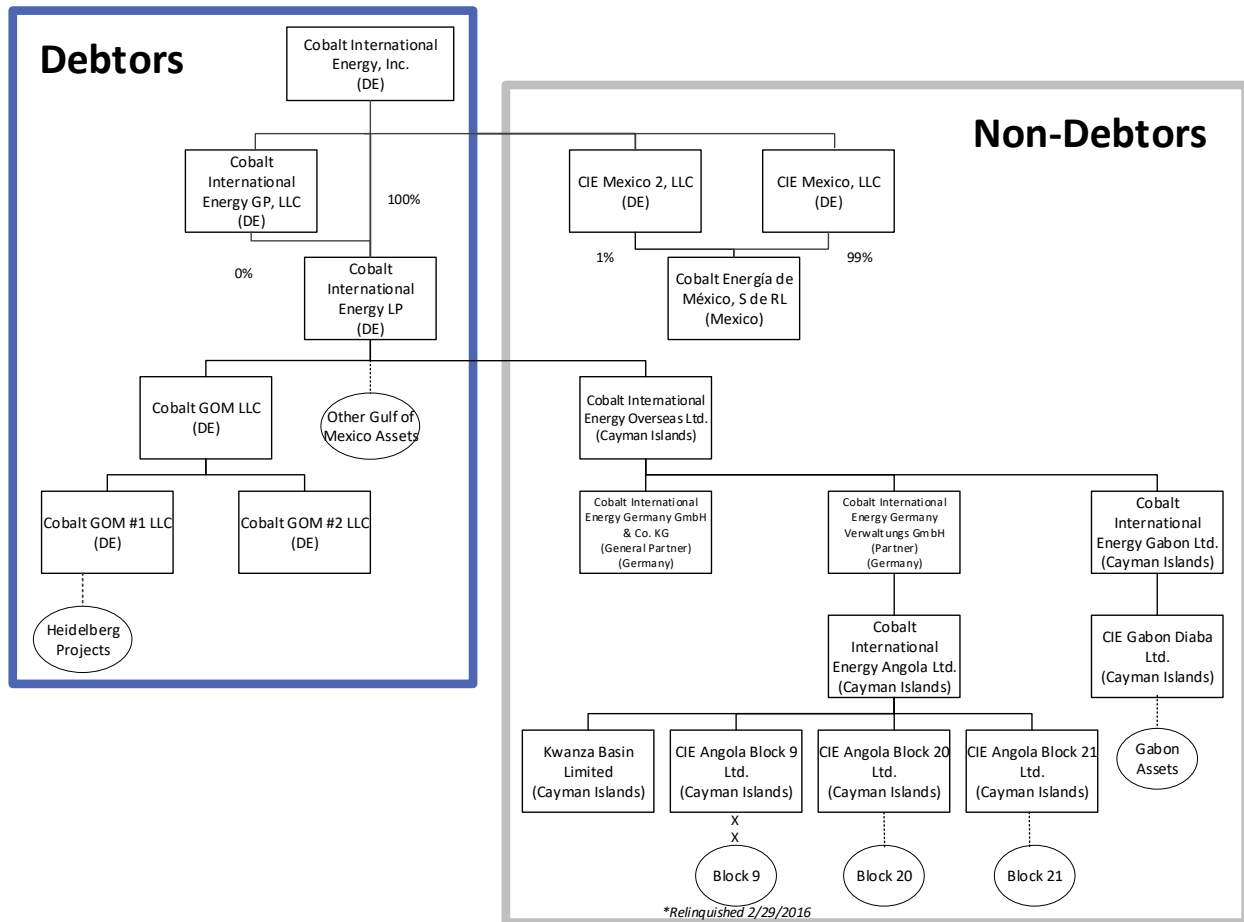 Debtors
Cobalt International
Energy, Inc.
(DE)
Non-Debtors
Cobalt
International
Energy GP, LLC
(DE)
100%
0%
Cobalt
International
Energy LP
(DE)
CIE Mexico 2, LLC
(DE)
CIE Mexico, LLC
(DE)
1%
99%
Cobalt Energía de
México, S de RL
(Mexico)
Cobalt GOM LLC
(DE)
Other Gulf of
Mexico Assets
Cobalt International
Energy Overseas Ltd.
(Cayman Islands)
Cobalt GOM #1 LLC
(DE)
Cobalt GOM #2 LLC
(DE)
Heidelberg
Projects
Cobalt International
Energy Germany GmbH
& Co. KG
(General Partner)
(Germany)
Cobalt International
Energy Germany
Verwaltungs GmbH
(Partner)
(Germany)
Cobalt
International
Energy Gabon Ltd.
(Cayman Islands)
Cobalt
International
Energy Angola Ltd.
(Cayman Islands)
CIE Gabon Diaba
Ltd.
(Cayman Islands)
Kwanza Basin
Limited
(Cayman Islands)
CIE Angola Block 9
Ltd.
(Cayman Islands)
CIE Angola Block 20
Ltd.
(Cayman Islands)
CIE Angola Block 21
Ltd.
(Cayman Islands)
Gabon
Assets
X
X
Block 9
Block 20
Block 21
*Relinquished 2/29/2016